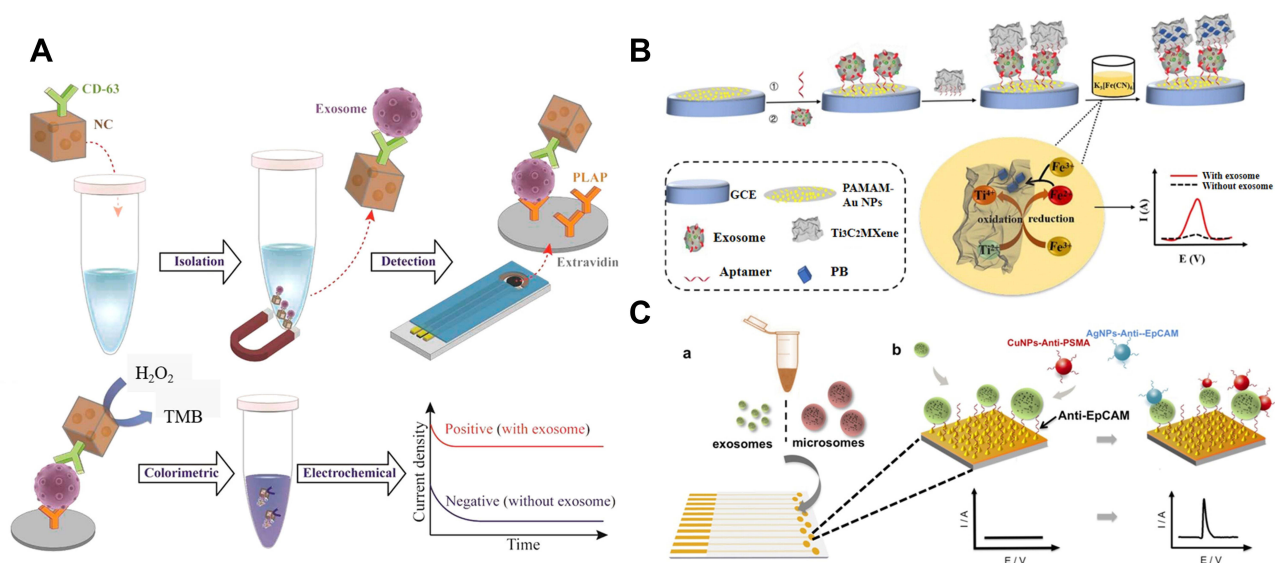 A
CD-63
NC
Exosome
PLAP
Isolation
Detection
Extravidin
H₂O₂
TMB
Colorimetric
Electrochemical
Current density
Positive (with exosome)
Negative (without exosome)
Time
B
①
②
K₃[Fe(CN)₆
GCE
PAMAM-
Au NPs
Exosome
Ti3C2MXene
Aptamer
PB
Fe³⁺
Ti⁴⁺
Fe²⁺
oxidation
reduction
Fe³⁺
I (A)
With exosome
Without exosome
E (V)
C
a
exosomes
microsomes
b
CuNPs-Anti-PSMA
AgNPs-Anti--EpCAM
Anti-EpCAM
I / A
E / V
I / A
E / V